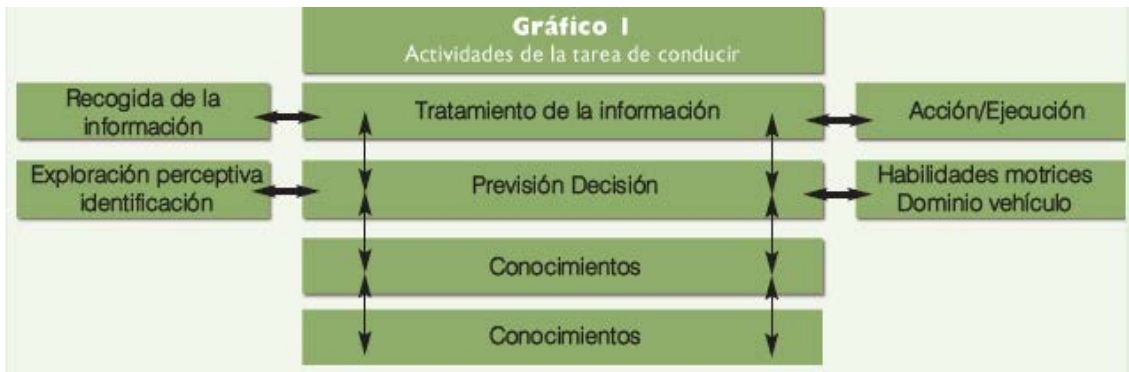 Gráfico 1
Actividades de la tarea de conducir
Recogida de la
información
Tratamiento de la información
Acción/Ejecución
Exploración perceptiva
identificación
Previsión Decisión
Habilidades motrices
Dominio vehículo
Conocimientos
Conocimientos